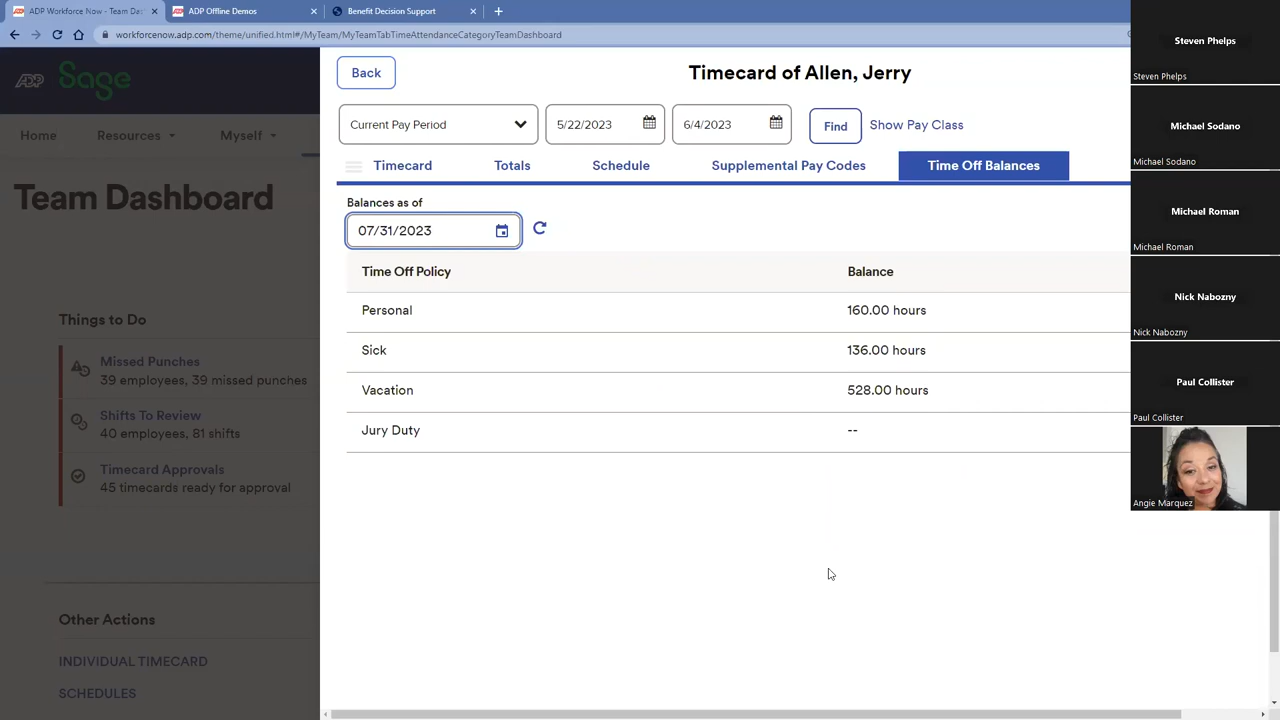 ADP Workforce Now - Team Das
ADP Offline Demos
Benefit Decision Support
workforcenow.adp.com/theme/unified.html#/MyTeam/MyTeamTabTimeAttendanceCategoryTeamDashboard
ADP Sage
Home Resources Myself
Team Dashboard
Things to Do
Missed Punches
39 employees, 39 missed punches
Shifts To Review
40 employees, 81 shifts
Timecard Approvals
45 timecards ready for approval
Other Actions
INDIVIDUAL TIMECARD
SCHEDULES
Back
Timecard of Allen, Jerry
Current Pay Period 5/22/2023 6/4/2023 Find Show Pay Class
Timecard Totals Schedule Supplemental Pay Codes Time Off Balances
Balances as of
07/31/2023
Time Off Policy Balance
Personal 160.00 hours
Sick 136.00 hours
Vacation 528.00 hours
Jury Duty --
Steven Phelps
Steven Phelps
Michael Sodano
Michael Sodano
Michael Roman
Michael Roman
Nick Nabozny
Nick Nabozny
Paul Collister
Paul Collister
Angie Marquez